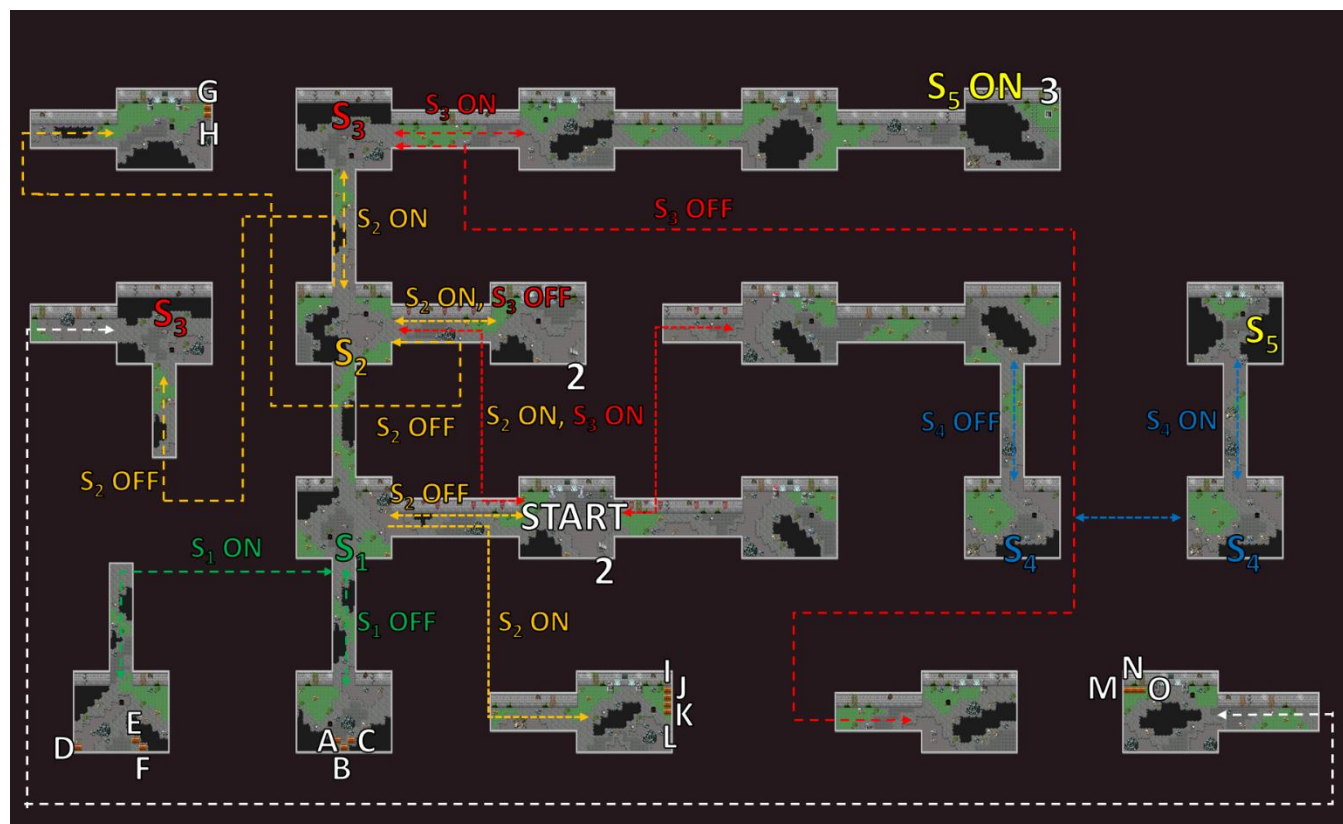 G
H
S₃
S₃ ON
S₅ ON 3
S₃ OFF
S₂ ON
S₃
S₂
S₂ ON, S₃ OFF
2
S₅
S₂ OFF
S₂ ON, S₃ ON
S₄ OFF
S₄ ON
S₂ OFF
S₂ OFF
START
S₁
2
S₄
S₄
S₁ ON
S₁ OFF
S₂ ON
D
E
F
A
B
C
I
J
K
L
M
N
O